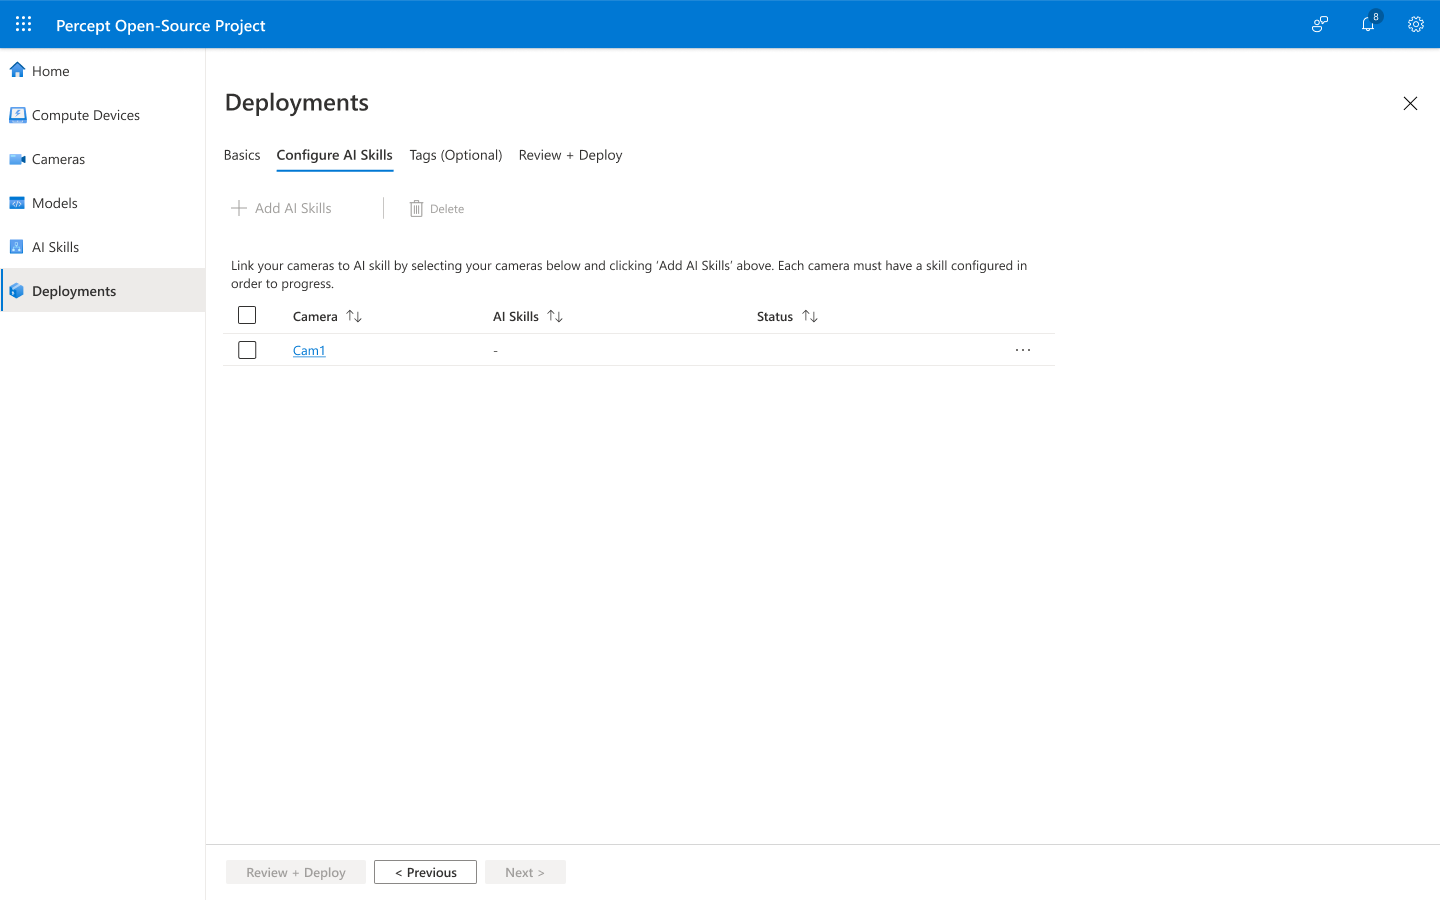 Percept Open-Source Project
8
Home
Compute Devices
Cameras
Models
AI Skills
Deployments
Deployments
Basics
Configure AI Skills
Tags (Optional)
Review + Deploy
Add AI Skills
Delete
Link your cameras to AI skill by selecting your cameras below and clicking ‘Add AI Skills’ above. Each camera must have a skill configured in
order to progress.
Camera AI Skills Status
Cam1 - ...
Review + Deploy
< Previous
Next >